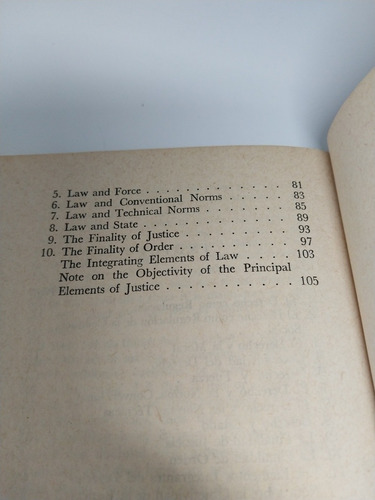 5. Law and Force . . . . . . . . . . . . . 81
6. Law and Conventional Norms . . . . . . 83
7. Law and Technical Norms . . . . . . . . 85
8. Law and State . . . . . . . . . . . . . 89
9. The Finality of Justice . . . . . . . . . . 93
10. The Finality of Order . . . . . . . . . . . 97
The Integrating Elements of Law . . . . 103
Note on the Objectivity of the Principal
Elements of Justice . . . . . . . . . . . 105